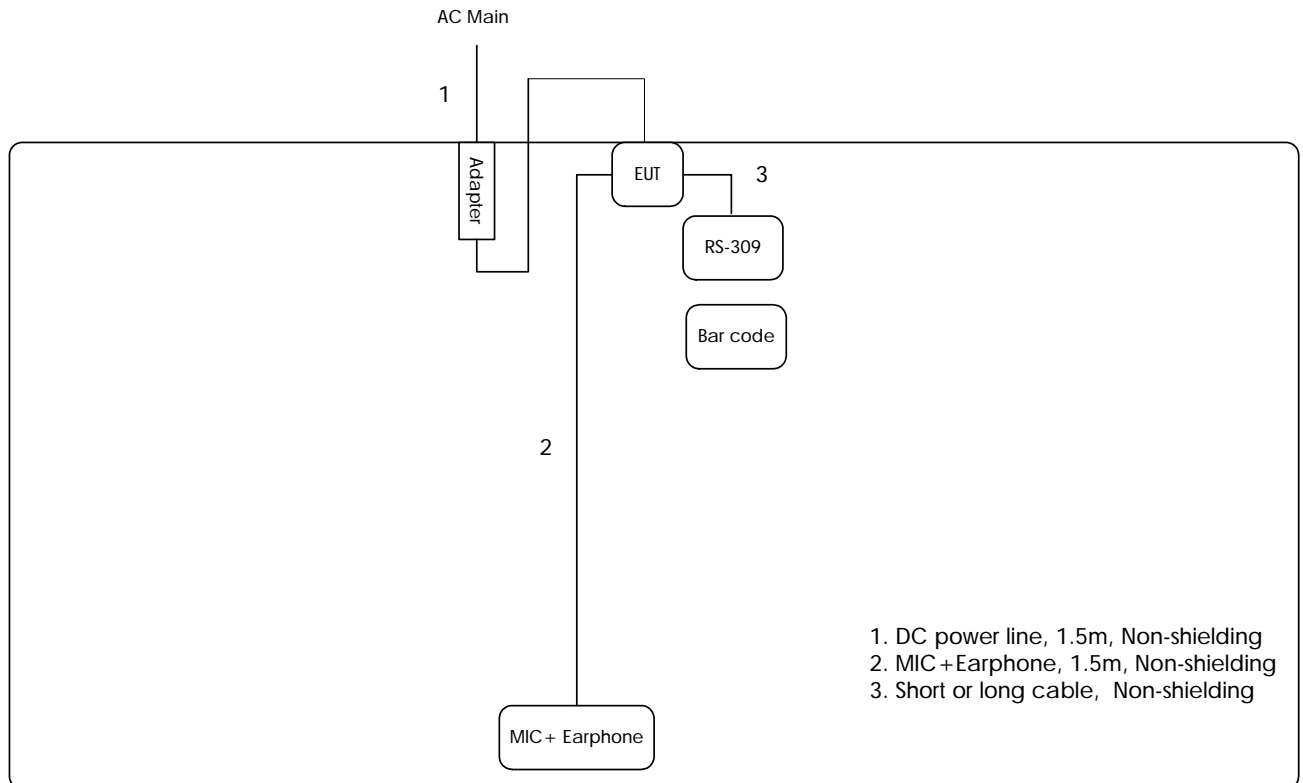 AC Main
1
Adapter
EUT
3
RS-309
Bar code
2
1. DC power line, 1.5m, Non-shielding
2. MIC+Earphone, 1.5m, Non-shielding
3. Short or long cable, Non-shielding
MIC+ Earphone